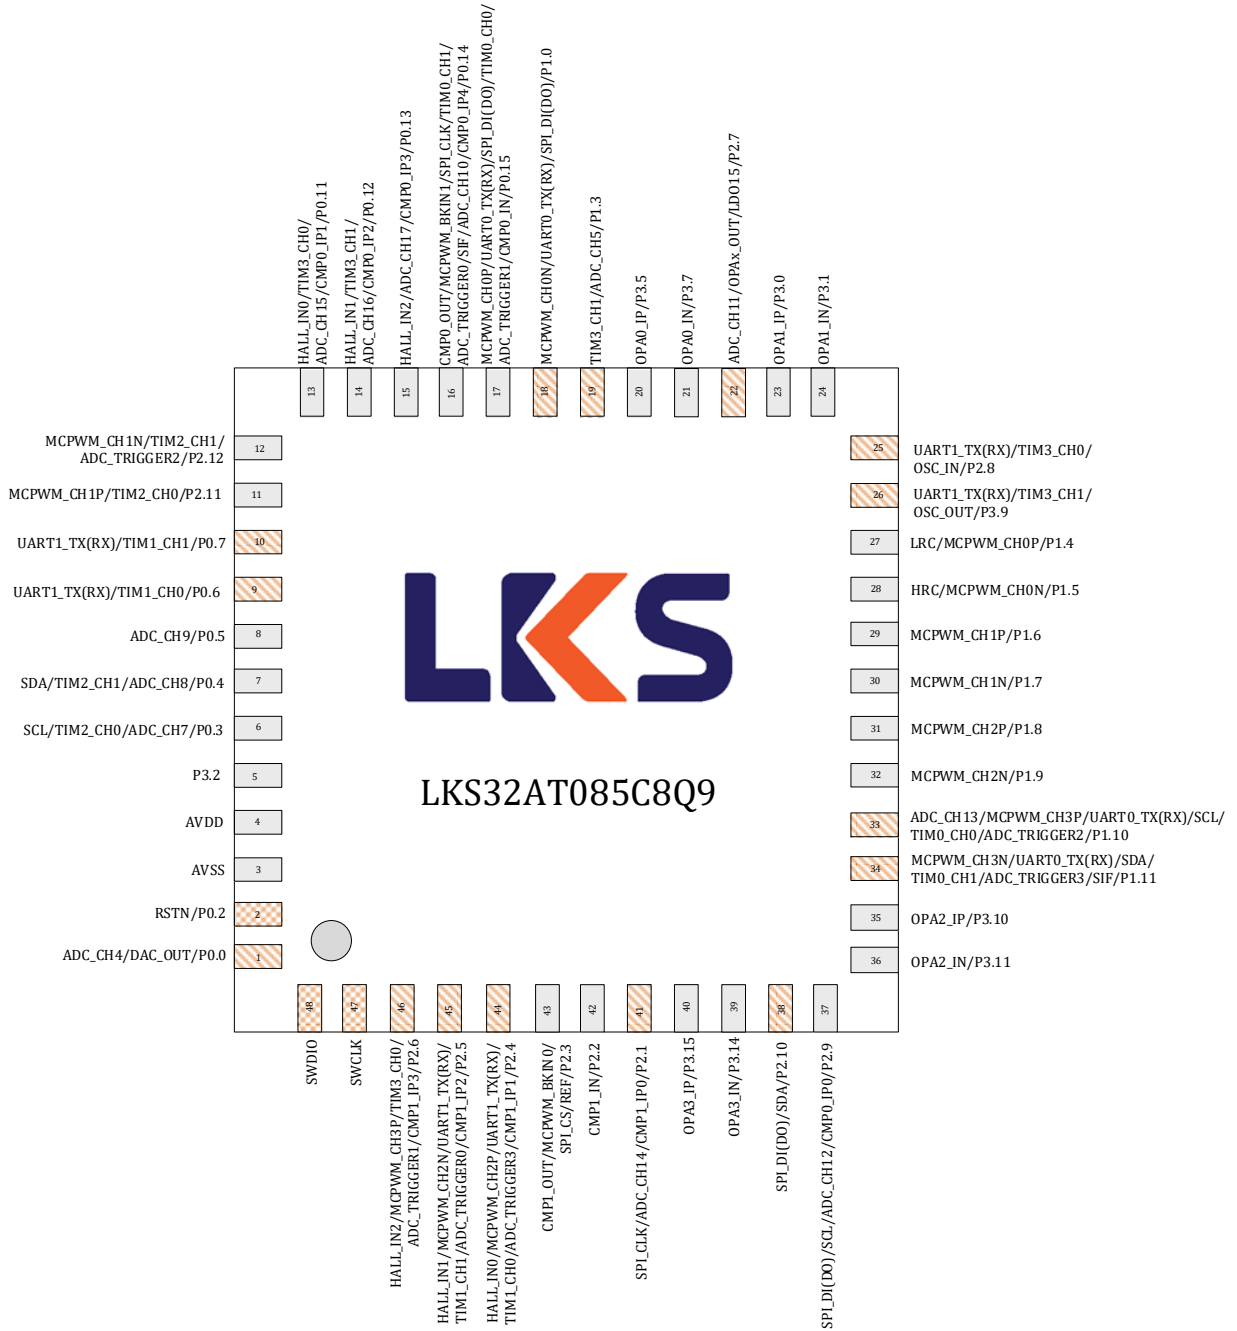 HALL_IN0/TIM3_CH0/
ADC_CH15/CMP0_IP1/P0.11
HALL_IN1/TIM3_CH1/
ADC_CH16/CMP0_IP2/P0.12
HALL_IN2/ADC_CH17/CMP0_IP3/P0.13
CMP0_OUT/MCPWM_BKIN1/SPI_CLK/TIM0_CH1/
ADC_TRIGGER0/SIF/ADC_CH10/CMP0_IP4/P0.14
MCPWM_CH0P/UART0_TX(RX)/SPI_DI(DO)/TIM0_CH0/
ADC_TRIGGER1/CMP0_IN/P0.15
MCPWM_CH0N/UART0_TX(RX)/SPI_DI(DO)/P1.0
TIM3_CH1/ADC_CH5/P1.3
OPA0_IP/P3.5
OPA0_IN/P3.7
ADC_CH11/OPAx_OUT/LDO15/P2.7
OPA1_IP/P3.0
OPA1_IN/P3.1
13
14
15
16
17
18
19
20
21
22
23
24
MCPWM_CH1N/TIM2_CH1/
ADC_TRIGGER2/P2.12
12
MCPWM_CH1P/TIM2_CH0/P2.11
11
UART1_TX(RX)/TIM1_CH1/P0.7
10
UART1_TX(RX)/TIM1_CH0/P0.6
9
ADC_CH9/P0.5
8
SDA/TIM2_CH1/ADC_CH8/P0.4
7
SCL/TIM2_CH0/ADC_CH7/P0.3
6
P3.2
5
AVDD
4
AVSS
3
RSTN/P0.2
2
ADC_CH4/DAC_OUT/P0.0
1
LKS
LKS32AT085C8Q9
25
UART1_TX(RX)/TIM3_CH0/
OSC_IN/P2.8
26
UART1_TX(RX)/TIM3_CH1/
OSC_OUT/P3.9
27
LRC/MCPWM_CH0P/P1.4
28
HRC/MCPWM_CH0N/P1.5
29
MCPWM_CH1P/P1.6
30
MCPWM_CH1N/P1.7
31
MCPWM_CH2P/P1.8
32
MCPWM_CH2N/P1.9
33
ADC_CH13/MCPWM_CH3P/UART0_TX(RX)/SCL/
TIM0_CH0/ADC_TRIGGER2/P1.10
34
MCPWM_CH3N/UART0_TX(RX)/SDA/
TIM0_CH1/ADC_TRIGGER3/SIF/P1.11
35
OPA2_IP/P3.10
36
OPA2_IN/P3.11
48
47
46
45
44
43
42
41
40
39
38
37
SWDIO
SWCLK
HALL_IN2/MCPWM_CH3P/TIM3_CH0/
ADC_TRIGGER1/CMP1_IP3/P2.6
HALL_IN1/MCPWM_CH2N/UART1_TX(RX)/
TIM1_CH1/ADC_TRIGGER0/CMP1_IP2/P2.5
HALL_IN0/MCPWM_CH2P/UART1_TX(RX)/
TIM1_CH0/ADC_TRIGGER3/CMP1_IP1/P2.4
CMP1_OUT/MCPWM_BKIN0/
SPI_CS/REF/P2.3
CMP1_IN/P2.2
SPI_CLK/ADC_CH14/CMP1_IP0/P2.1
OPA3_IP/P3.15
OPA3_IN/P3.14
SPI_DI(DO)/SDA/P2.10
SPI_DI(DO)/SCL/ADC_CH12/CMP0_IP0/P2.9